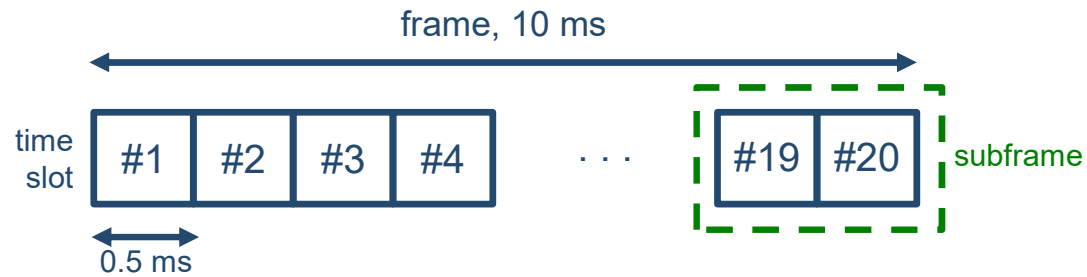 frame, 10 ms
time
slot
#1 #2 #3 #4 . . . #19 #20
subframe
0.5 ms